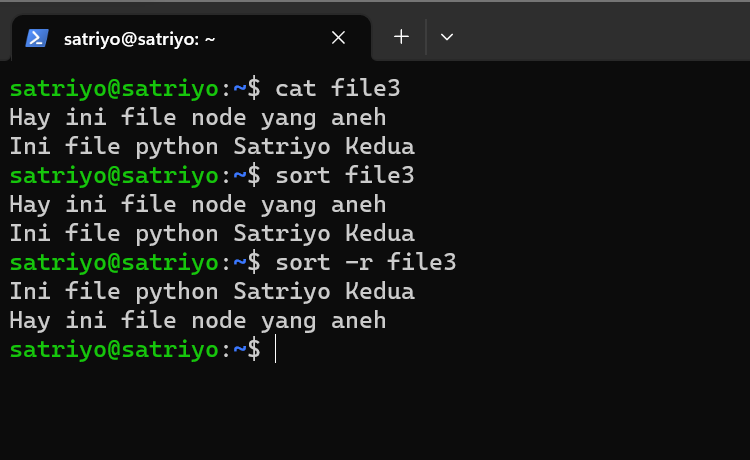 satriyo@satriyo: ~
satriyo@satriyo:~$ cat file3
Hay ini file node yang aneh
Ini file python Satriyo Kedua
satriyo@satriyo:~$ sort file3
Hay ini file node yang aneh
Ini file python Satriyo Kedua
satriyo@satriyo:~$ sort -r file3
Ini file python Satriyo Kedua
Hay ini file node yang aneh
satriyo@satriyo:~$